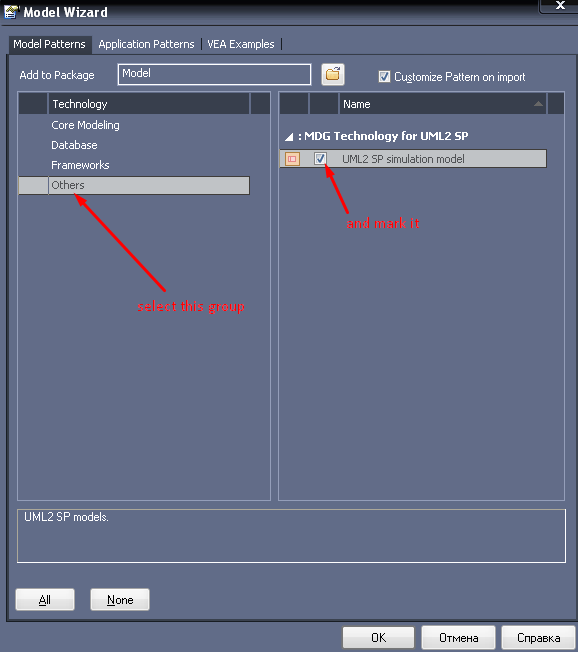 Model Wizard
Model Patterns
Application Patterns
VEA Examples
Add to Package
Model
Customize Pattern on import
Technology
Name
Core Modeling
Database
Frameworks
Others
: MDG Technology for UML2 SP
UML2 SP simulation model
and mark it
select this group
UML2 SP models.
All
None
OK
Отмена
Справка